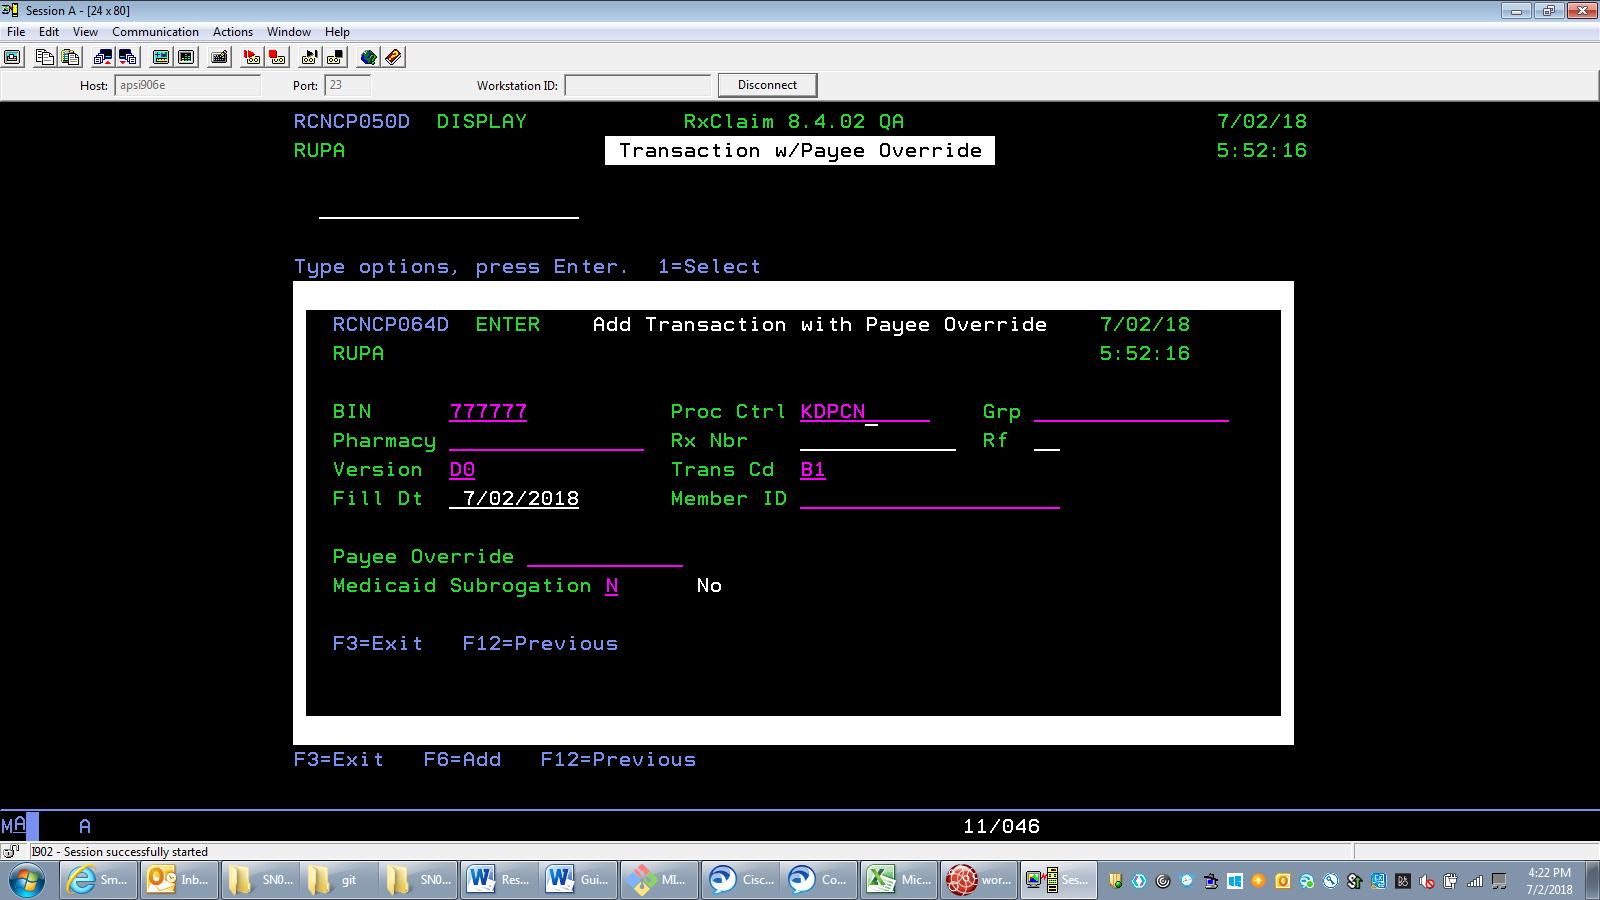 Session A - [24 x 80]
File Edit View Communication Actions Window Help
Host: apsi906e Port: 23 Workstation ID: Disconnect
RCNCP050D DISPLAY RxClaim 8.4.02 QA 7/02/18
RUPA Transaction w/Payee Override 5:52:16
Type options, press Enter. 1=Select
RCNCP064D ENTER Add Transaction with Payee Override 7/02/18
RUPA 5:52:16
BIN 777777 Proc Ctrl KDPCN Grp
Pharmacy Rx Nbr Rf
Version D0 Trans Cd B1
Fill Dt 7/02/2018 Member ID
Payee Override
Medicaid Subrogation N No
F3=Exit F12=Previous
F3=Exit F6=Add F12=Previous
MA A 11/046
I902 - Session successfully started
Sm... Inb... SN0... git SN0... Res... Gui... MI... Cisc... Co... Mic... wor... Ses... 4:22 PM
7/2/2018